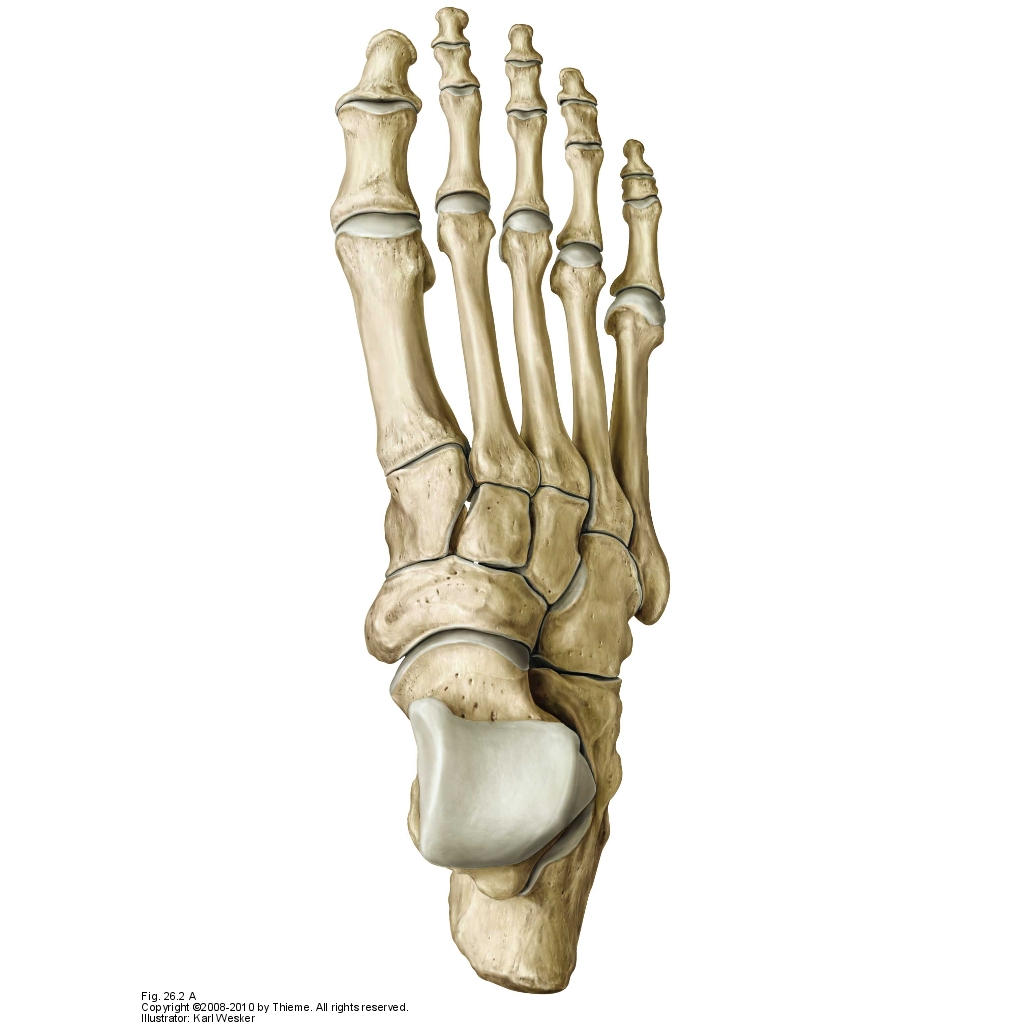 Fig. 26.2 A
Copyright ©2008-2010 by Thieme. All rights reserved.
Illustrator: Karl Wesker